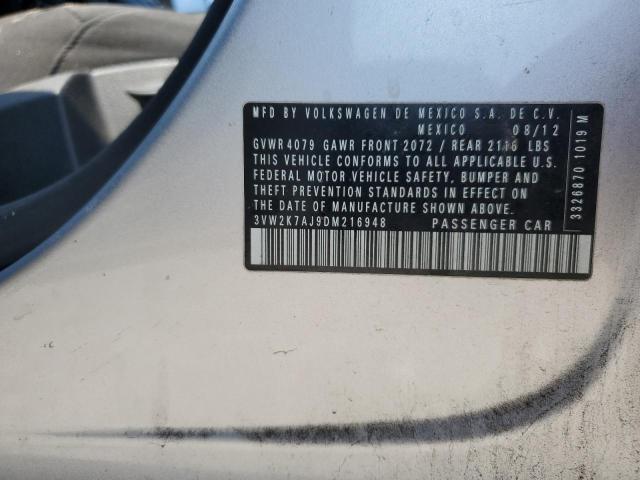 MFD BY VOLKSWAGEN DE MEXICO S.A. DE C.V.
MEXICO 08/12
GVWR 4079 GAWR FRONT 2072 / REAR 2116 LBS
THIS VEHICLE CONFORMS TO ALL APPLICABLE U.S.
FEDERAL MOTOR VEHICLE SAFETY, BUMPER AND
THEFT PREVENTION STANDARDS IN EFFECT ON
THE DATE OF MANUFACTURE SHOWN ABOVE.
3VW2K7AJ9DM216948 PASSENGER CAR
3326870 1019 M